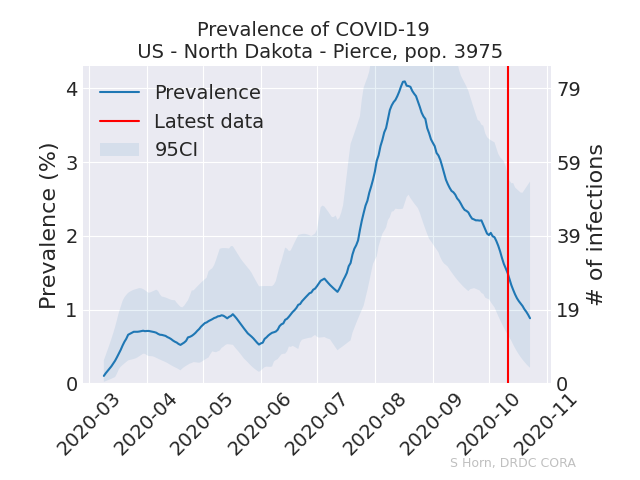 Prevalence of COVID-19
US - North Dakota - Pierce, pop. 3975
Prevalence
Latest data
95CI
Prevalence (%)
4
3
2
1
0
79
59
39
19
0
# of infections
2020-03
2020-04
2020-05
2020-06
2020-07
2020-08
2020-09
2020-10
2020-11
S Horn, DRDC CORA